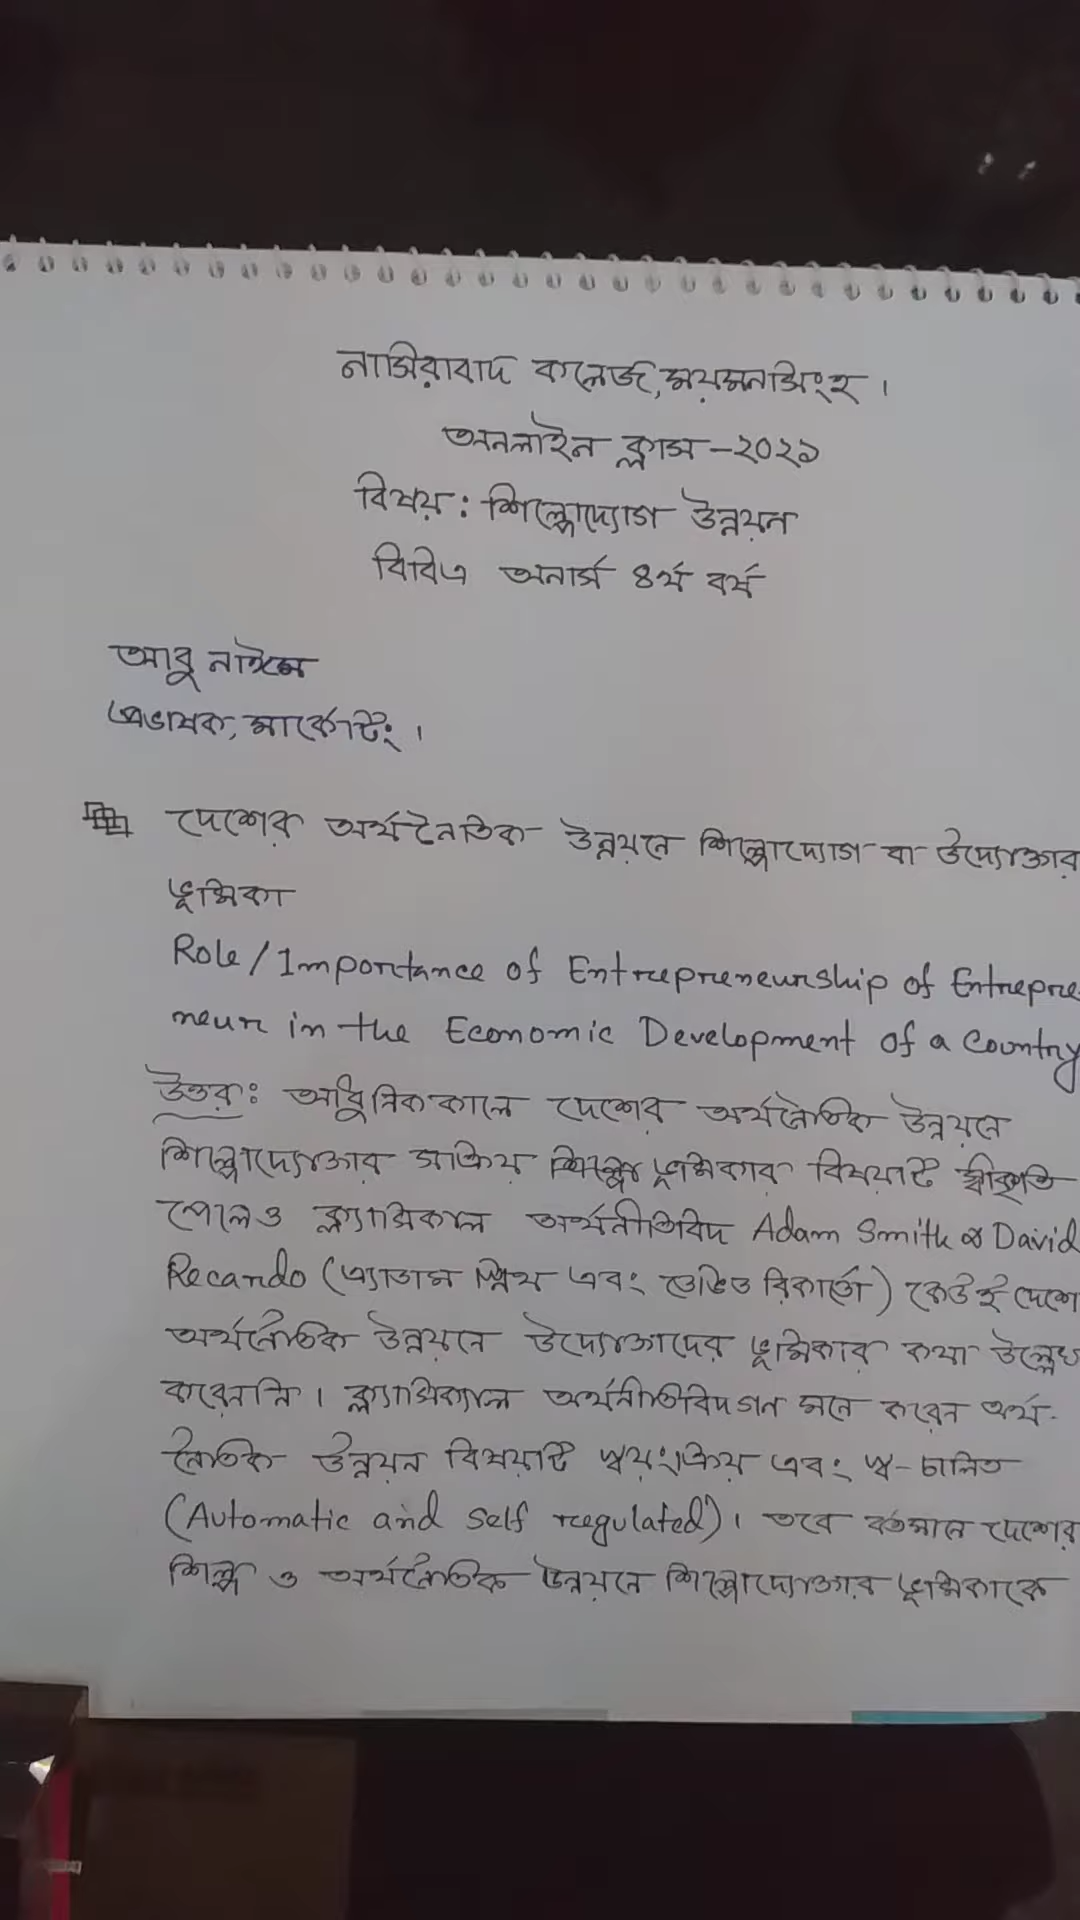 নাসিরাবাদ কলেজ, ময়মনসিংহ।
অনলাইন ক্লাস -২০২১
বিষয়: শিল্পোদ্যোগ উন্নয়ন
বিবিএ অনার্স ৪র্থ বর্ষ
আবু নাঈম
প্রভাষক, মার্কেটিং।
দেশের অর্থনৈতিক উন্নয়নে শিল্পোদ্যোগ বা উদ্যোক্তার
ভূমিকা
Role/Importance of Entrepreneurship of Entrepre-
neur in the Economic Development of a Country
উত্তর: আধুনিককালে দেশের অর্থনৈতিক উন্নয়নে
শিল্পোদ্যোক্তার সক্রিয় ভূমিকার বিষয়টি স্বীকৃতি
পেলেও ক্ল্যাসিকাল অর্থনীতিবিদ Adam Smith & David
Recardo (এ্যাডাম স্মিথ এবং ডেভিড রিকার্ডো) কেউই দেশে
অর্থনৈতিক উন্নয়নে উদ্যোক্তাদের ভূমিকার কথা উল্লেখ
করেননি। ক্ল্যাসিক্যাল অর্থনীতিবিদগন মনে করেন অর্থ-
নৈতিক উন্নয়ন বিষয়টি স্বয়ংক্রিয় এবং স্ব-চালিত
(Automatic and Self regulated)। তবে বর্তমানে দেশের
শিল্প ও অর্থনৈতিক উন্নয়নে শিল্পোদ্যোক্তার ভূমিকাকে